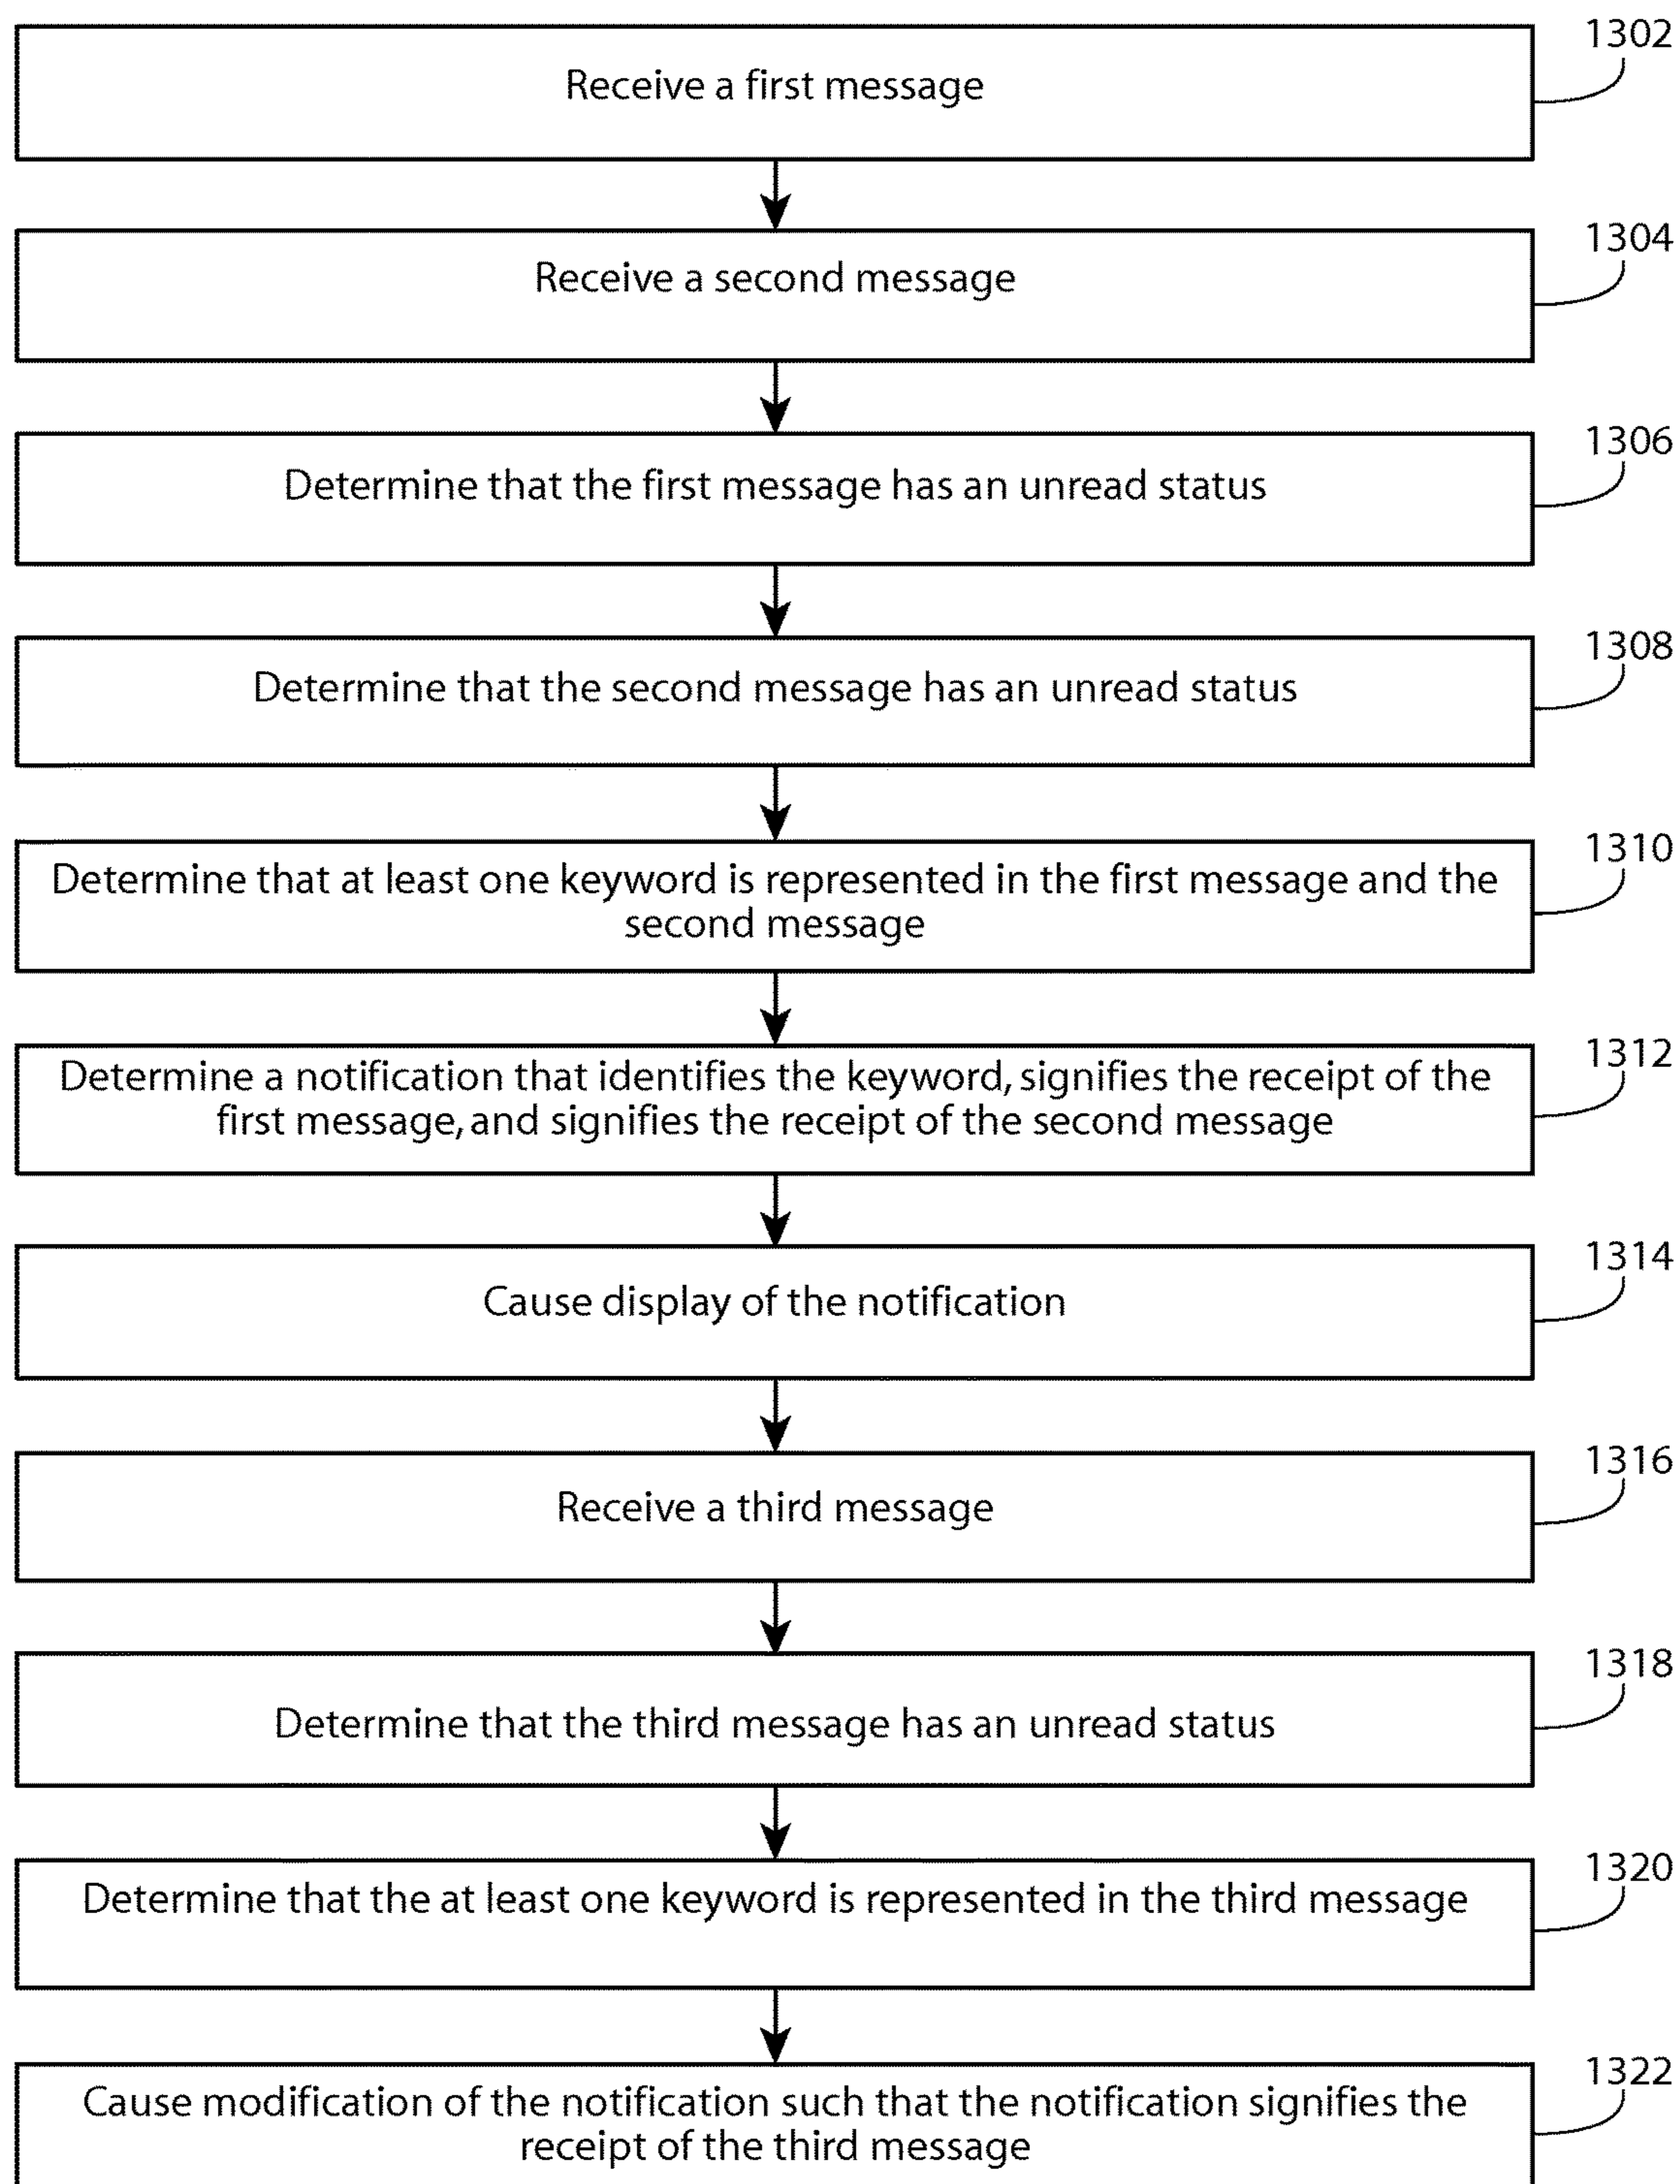 1302
Receive a first message
1304
Receive a second message
1306
Determine that the first message has an unread status
1308
Determine that the second message has an unread status
1310
Determine that at least one keyword is represented in the first message and the
second message
1312
Determine a notification that identifies the keyword, signifies the receipt of the
first message, and signifies the receipt of the second message
1314
Cause display of the notification
1316
Receive a third message
1318
Determine that the third message has an unread status
1320
Determine that the at least one keyword is represented in the third message
1322
Cause modification of the notification such that the notification signifies the
receipt of the third message